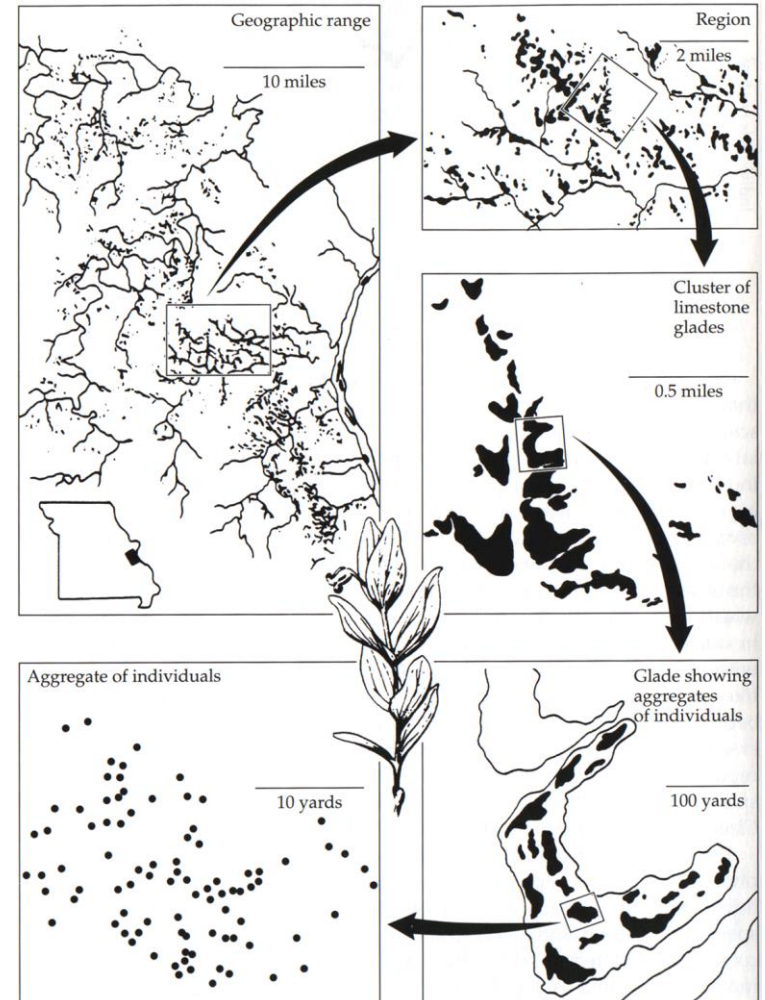 Geographic range
10 miles
Region
2 miles
Cluster of
limestone
glades
0.5 miles
Aggregate of individuals
10 yards
Glade showing
aggregates
of individuals
100 yards